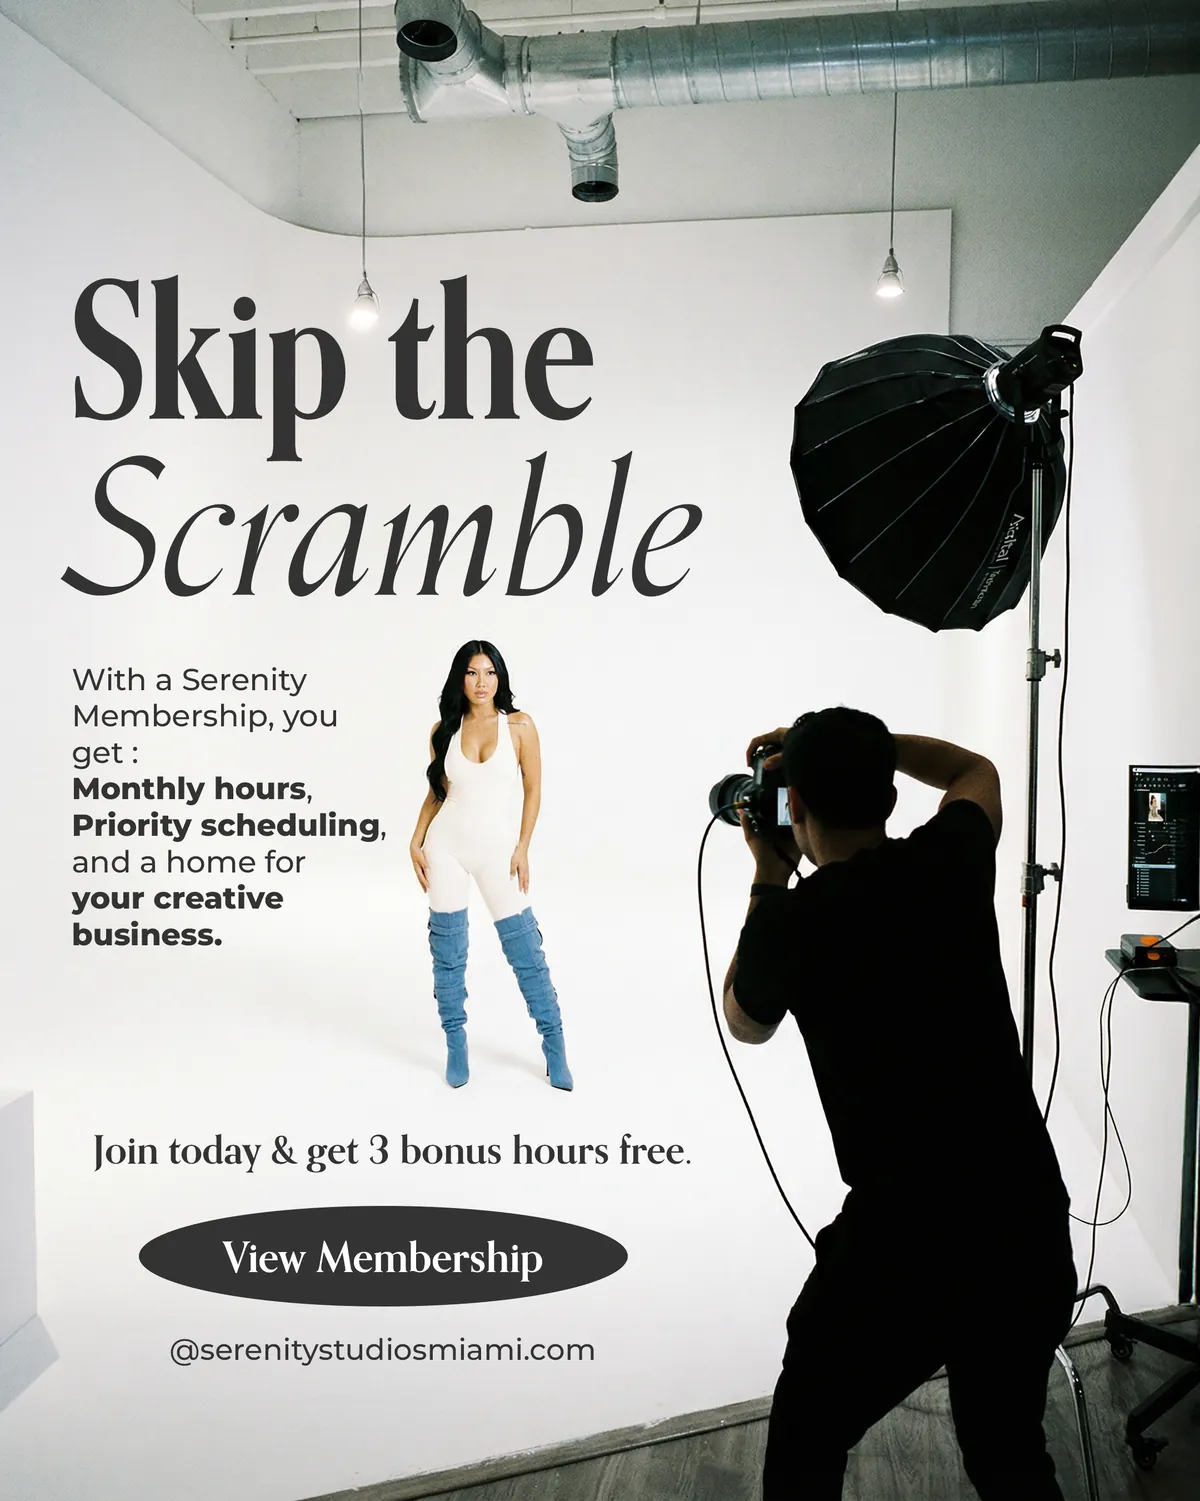 Skip the
Scramble
With a Serenity
Membership, you
get :
Monthly hours,
Priority scheduling,
and a home for
your creative
business.
Join today & get 3 bonus hours free.
View Membership
@serenitystudiosmiami.com